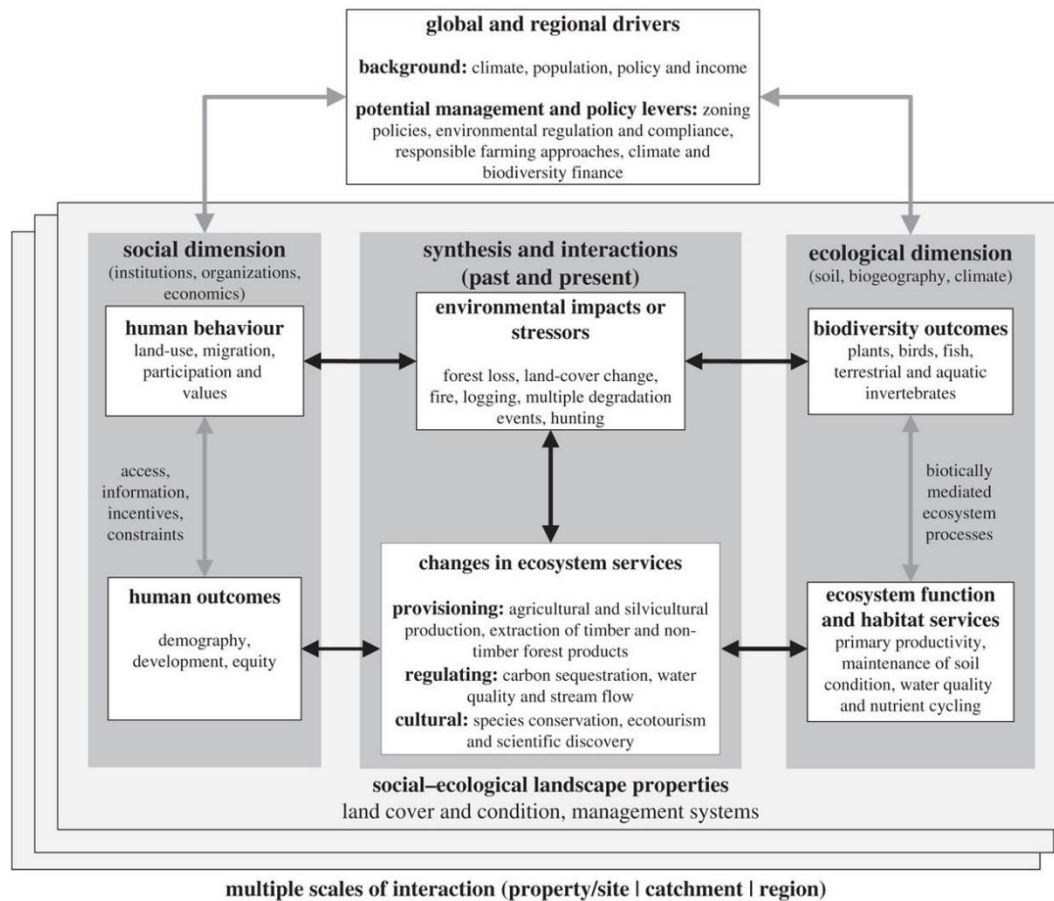 global and regional drivers
background: climate, population, policy and income
potential management and policy levers: zoning
policies, environmental regulation and compliance,
responsible farming approaches, climate and
biodiversity finance
social dimension
(institutions, organizations,
economics)
human behaviour
land-use, migration,
participation and
values
access,
information,
incentives,
constraints
human outcomes
demography,
development, equity
synthesis and interactions
(past and present)
environmental impacts or
stressors
forest loss, land-cover change,
fire, logging, multiple degradation
events, hunting
changes in ecosystem services
provisioning: agricultural and silvicultural
production, extraction of timber and non-
timber forest products
regulating: carbon sequestration, water
quality and stream flow
cultural: species conservation, ecotourism
and scientific discovery
ecological dimension
(soil, biogeography, climate)
biodiversity outcomes
plants, birds, fish,
terrestrial and aquatic
invertebrates
biotically
mediated
ecosystem
processes
ecosystem function
and habitat services
primary productivity,
maintenance of soil
condition, water quality
and nutrient cycling
social–ecological landscape properties
land cover and condition, management systems
multiple scales of interaction (property/site | catchment | region)